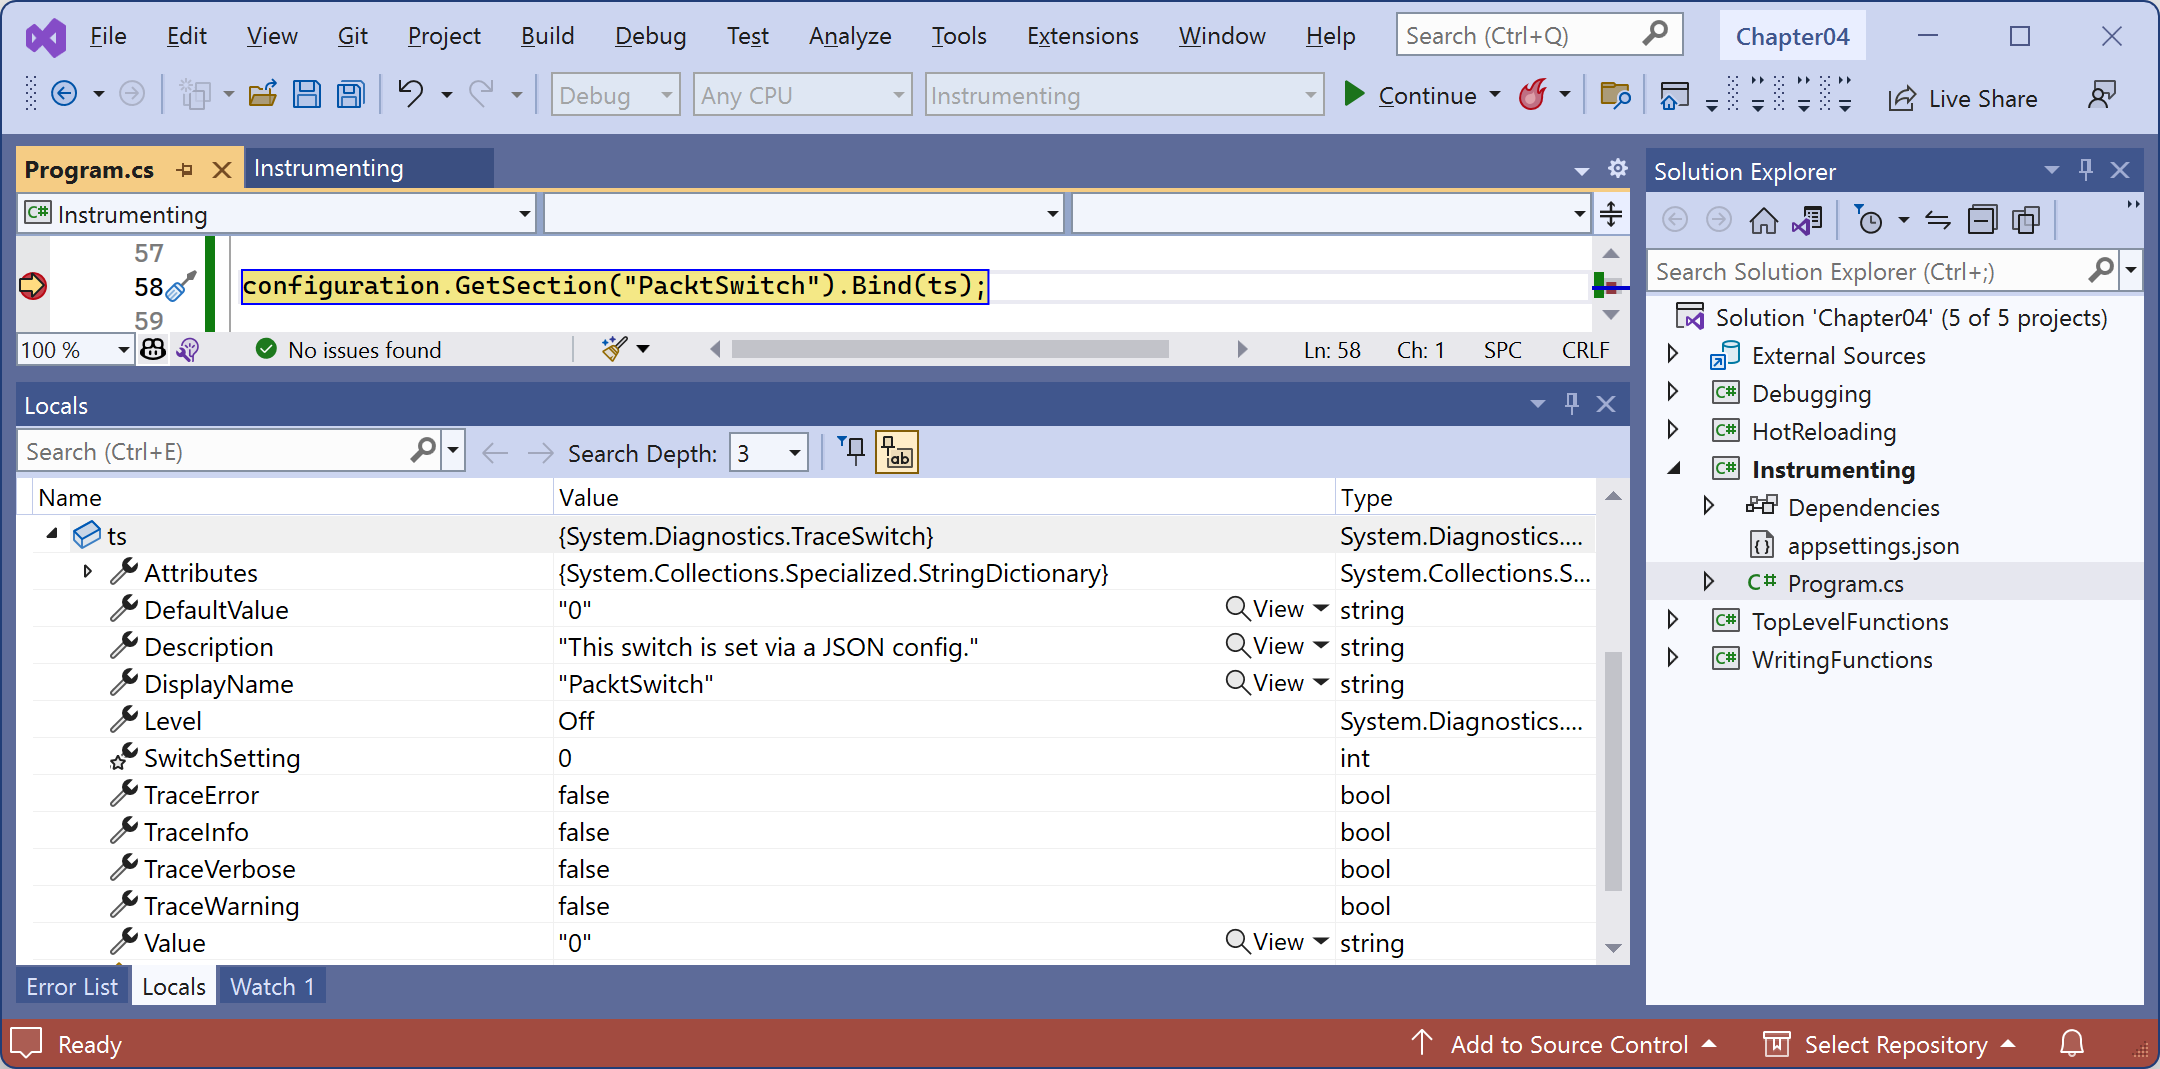 File Edit View Git Project Build Debug Test Analyze Tools Extensions Window Help Search (Ctrl+Q) Chapter04
Debug Any CPU Instrumenting Continue Live Share
Program.cs Instrumenting
C# Instrumenting
57
58 configuration.GetSection("PacktSwitch").Bind(ts);
59
100 % No issues found Ln: 58 Ch: 1 SPC CRLF
Locals
Search (Ctrl+E) Search Depth: 3 ab
Name Value Type
ts {System.Diagnostics.TraceSwitch} System.Diagnostics....
Attributes {System.Collections.Specialized.StringDictionary} System.Collections.S...
DefaultValue "0" View string
Description "This switch is set via a JSON config." View string
DisplayName "PacktSwitch" View string
Level Off System.Diagnostics....
SwitchSetting 0 int
TraceError false bool
TraceInfo false bool
TraceVerbose false bool
TraceWarning false bool
Value "0" View string
Error List Locals Watch 1
Solution Explorer
Search Solution Explorer (Ctrl+;)
Solution 'Chapter04' (5 of 5 projects)
External Sources
C# Debugging
C# HotReloading
C# Instrumenting
Dependencies
appsettings.json
C# Program.cs
C# TopLevelFunctions
C# WritingFunctions
Ready Add to Source Control Select Repository